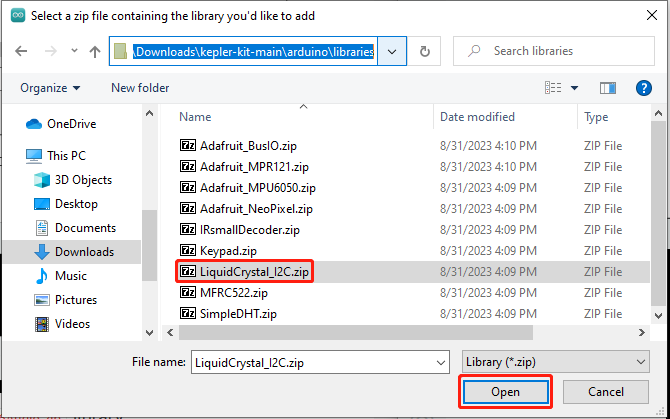 Select a zip file containing the library you'd like to add
\Downloads\kepler-kit-main\arduino\libraries
Search libraries
Organize
New folder
OneDrive
This PC
3D Objects
Desktop
Documents
Downloads
Music
Pictures
Videos
Name Date modified Type
Adafruit_BusIO.zip 8/31/2023 4:10 PM ZIP File
Adafruit_MPR121.zip 8/31/2023 4:10 PM ZIP File
Adafruit_MPU6050.zip 8/31/2023 4:09 PM ZIP File
Adafruit_NeoPixel.zip 8/31/2023 4:09 PM ZIP File
IRsmallDecoder.zip 8/31/2023 4:09 PM ZIP File
Keypad.zip 8/31/2023 4:09 PM ZIP File
LiquidCrystal_I2C.zip 8/31/2023 4:09 PM ZIP File
MFRC522.zip 8/31/2023 4:09 PM ZIP File
SimpleDHT.zip 8/31/2023 4:09 PM ZIP File
File name: LiquidCrystal_I2C.zip Library (*.zip)
Open Cancel